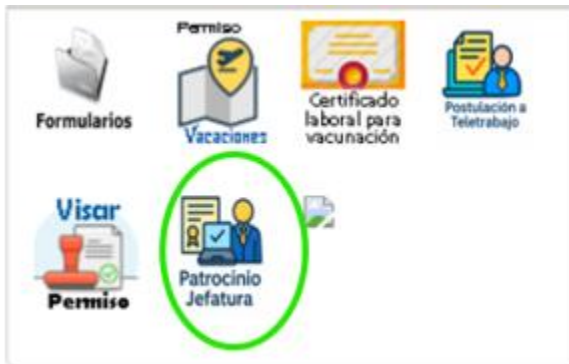 Formularios
Permiso
Vacaciones
Certificado
laboral para
vacunación
Postulación a
Teletrabajo
Visar
Permiso
Patrocinio
Jefatura